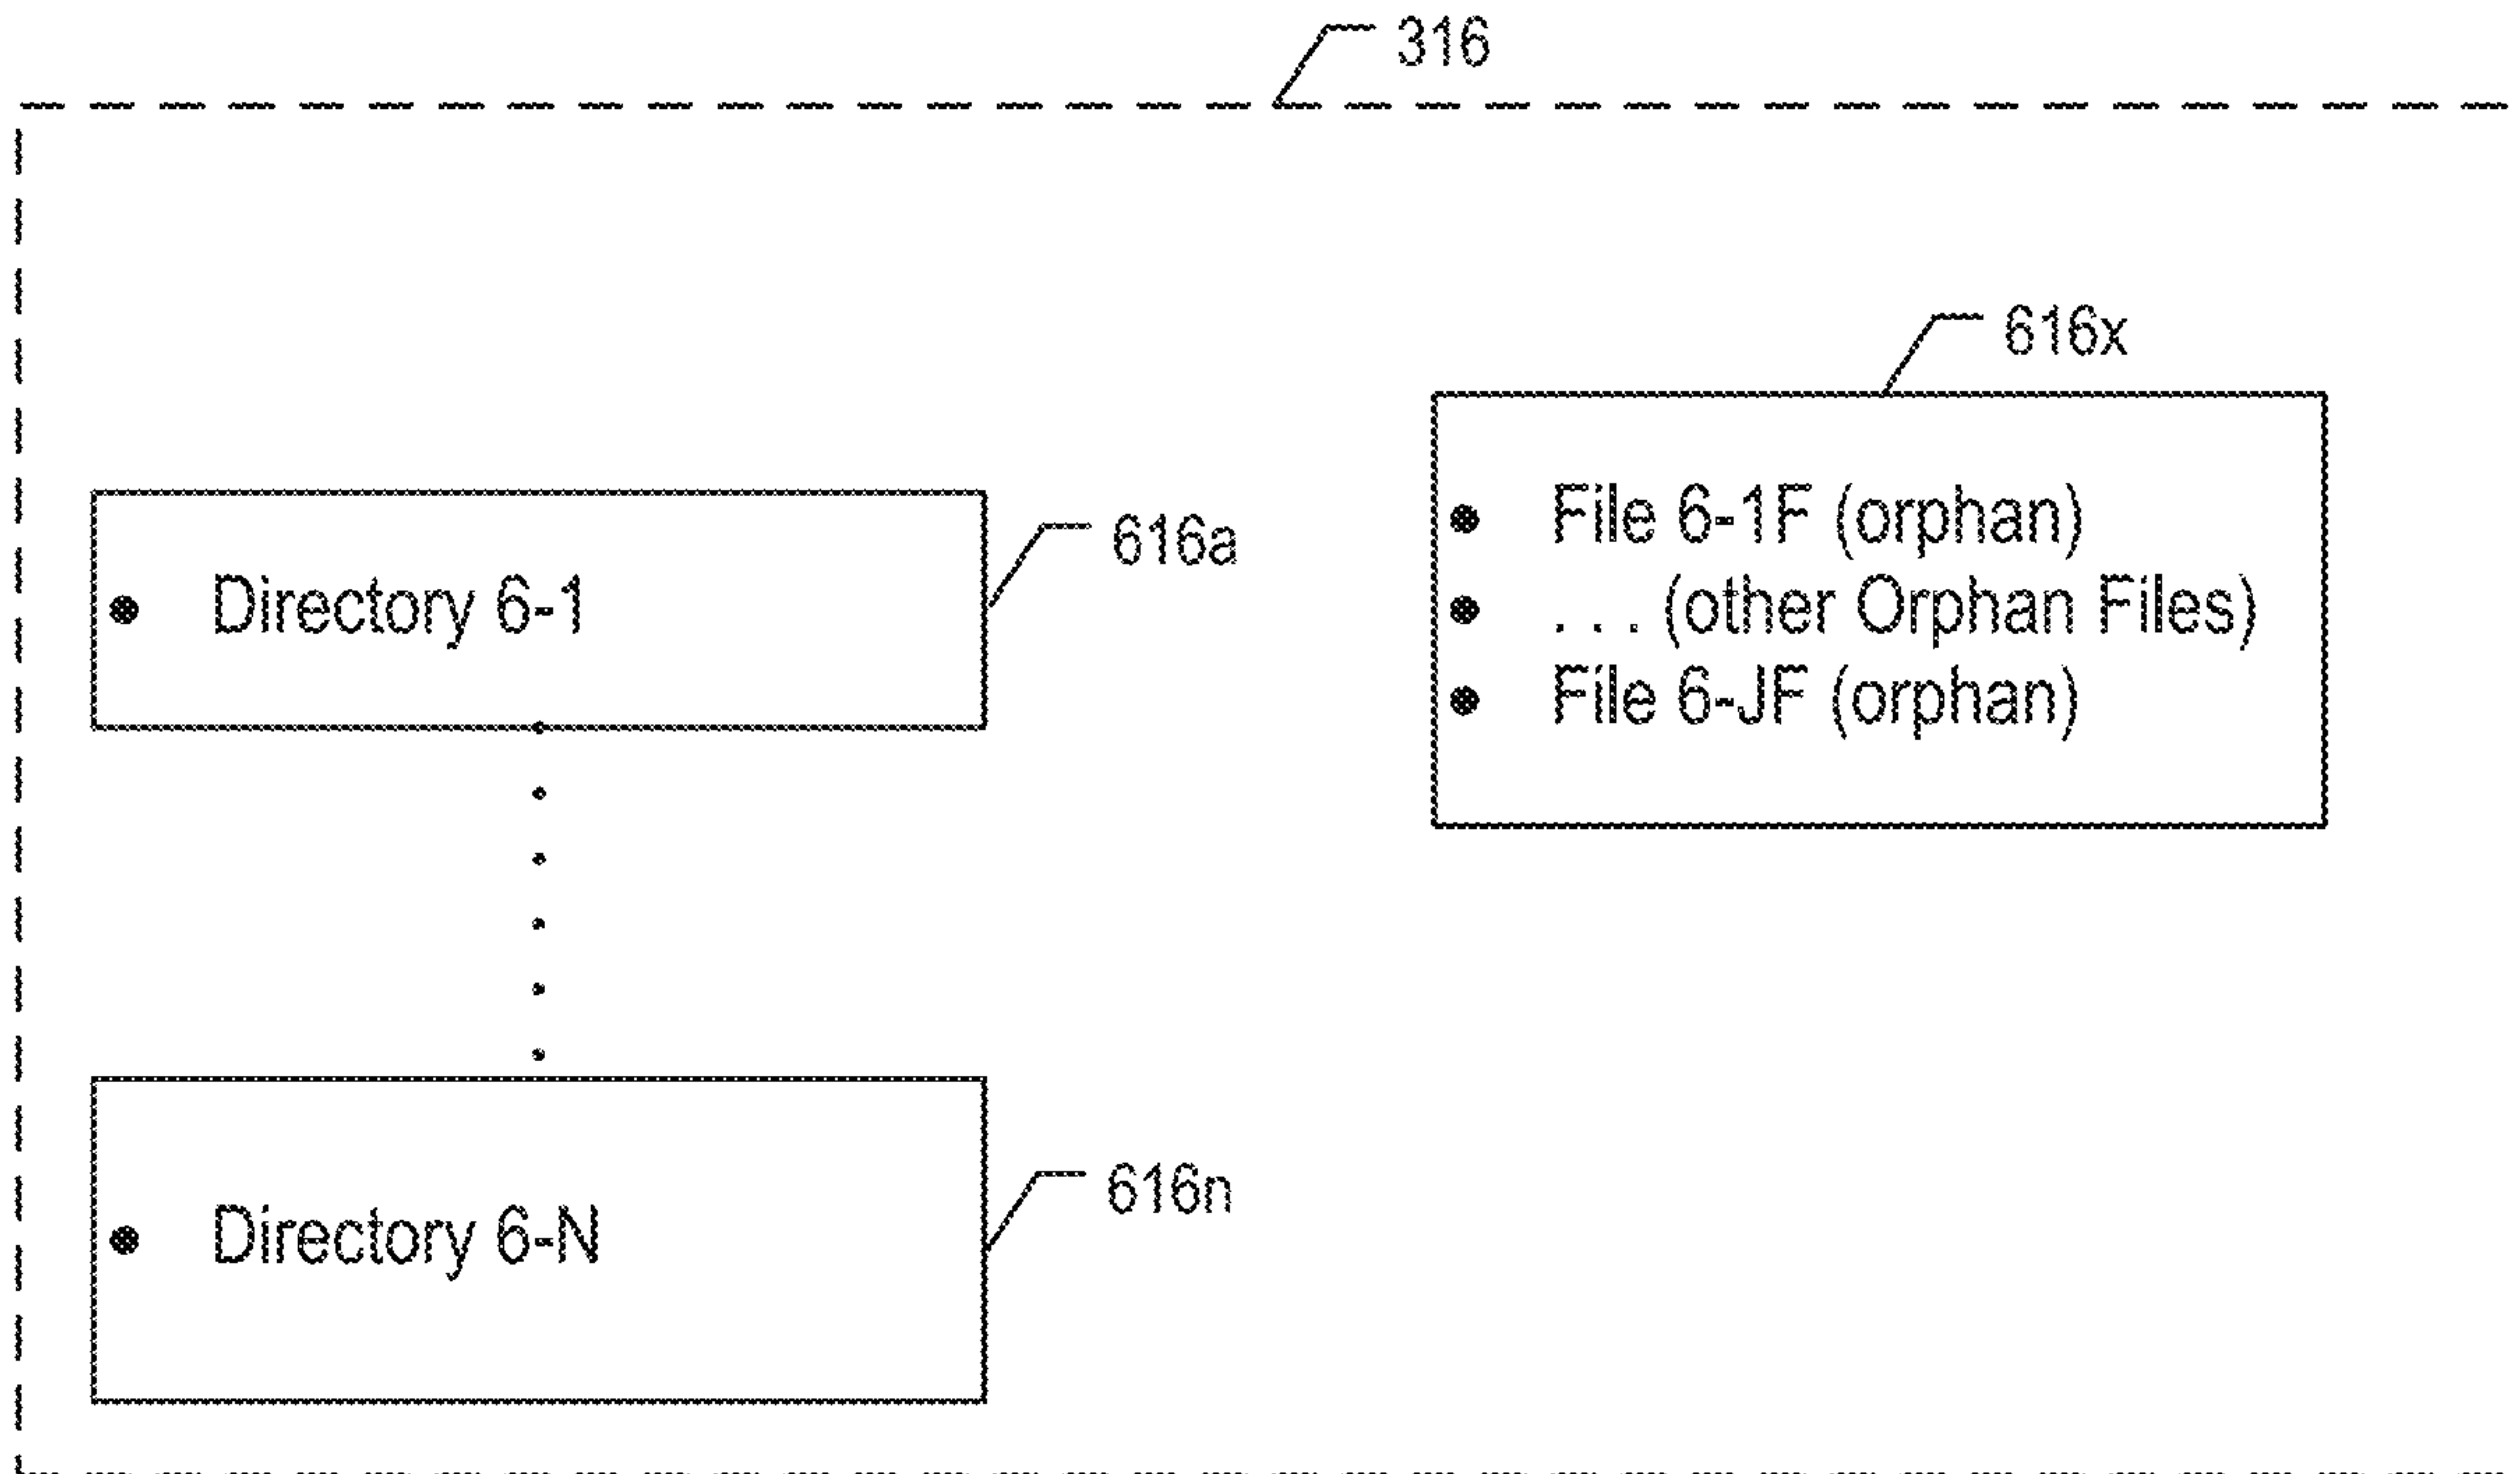 316
616x
• File 6-1F (orphan)
• . . . (other Orphan Files)
• File 6-JF (orphan)
616a
• Directory 6-1
616n
• Directory 6-N